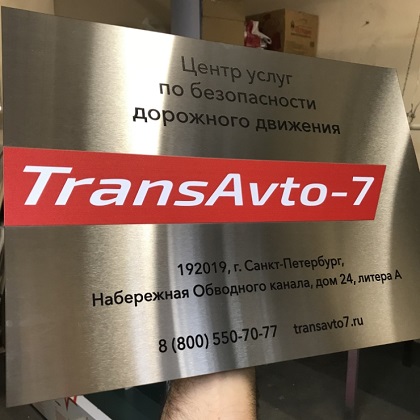 Центр услуг
по безопасности
дорожного движения
TransAvto-7
192019, г. Санкт-Петербург,
Набережная Обводного канала, дом 24, литера А
8 (800) 550-70-77 transavto7.ru